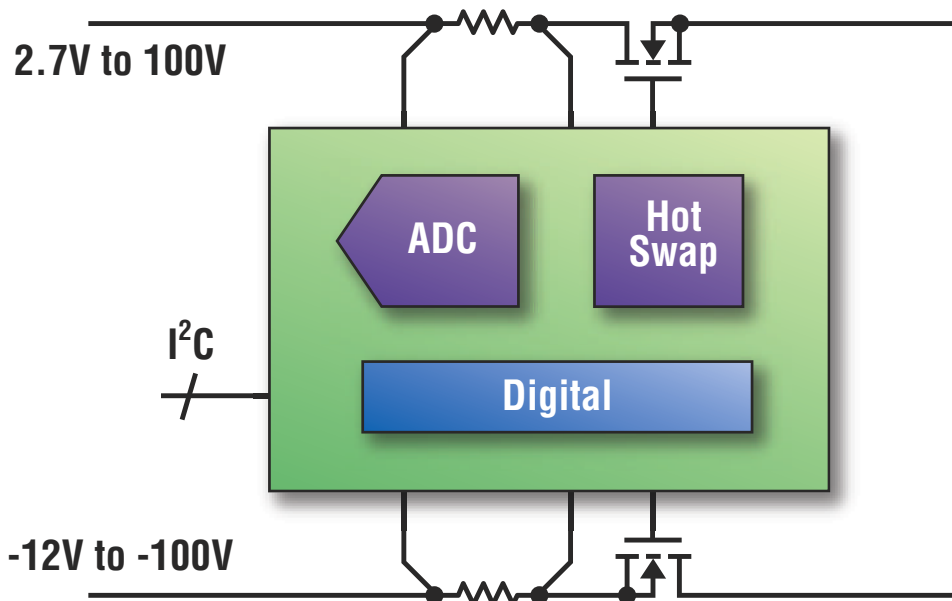 2.7V to 100V
ADC
Hot
Swap
I²C
Digital
-12V to -100V